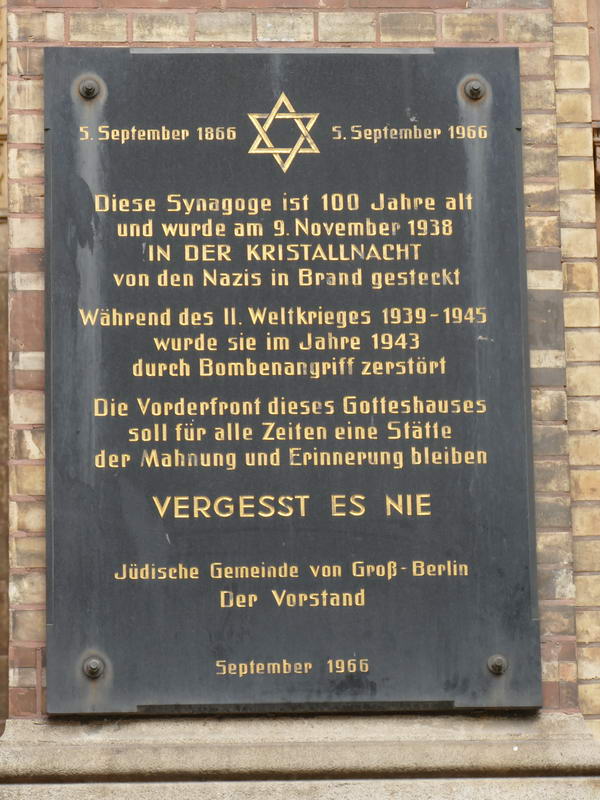 5. September 1866 5. September 1966
Diese Synagoge ist 100 Jahre alt
und wurde am 9. November 1938
IN DER KRISTALLNACHT
von den Nazis in Brand gesteckt
Während des II. Weltkrieges 1939 - 1945
wurde sie im Jahre 1943
durch Bombenangriff zerstört
Die Vorderfront dieses Gotteshauses
soll für alle Zeiten eine Stätte
der Mahnung und Erinnerung bleiben
VERGESST ES NIE
Jüdische Gemeinde von Groß - Berlin
Der Vorstand
September 1966